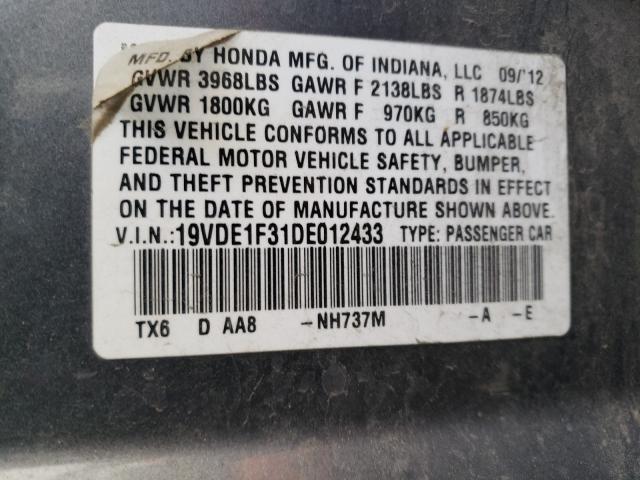 MFD. BY HONDA MFG. OF INDIANA, LLC 09/'12
GVWR 3968LBS GAWR F 2138LBS R 1874LBS
GVWR 1800KG GAWR F 970KG R 850KG
THIS VEHICLE CONFORMS TO ALL APPLICABLE
FEDERAL MOTOR VEHICLE SAFETY, BUMPER,
AND THEFT PREVENTION STANDARDS IN EFFECT
ON THE DATE OF MANUFACTURE SHOWN ABOVE.
V.I.N.:19VDE1F31DE012433 TYPE: PASSENGER CAR
TX6 D AA8 -NH737M -A -E